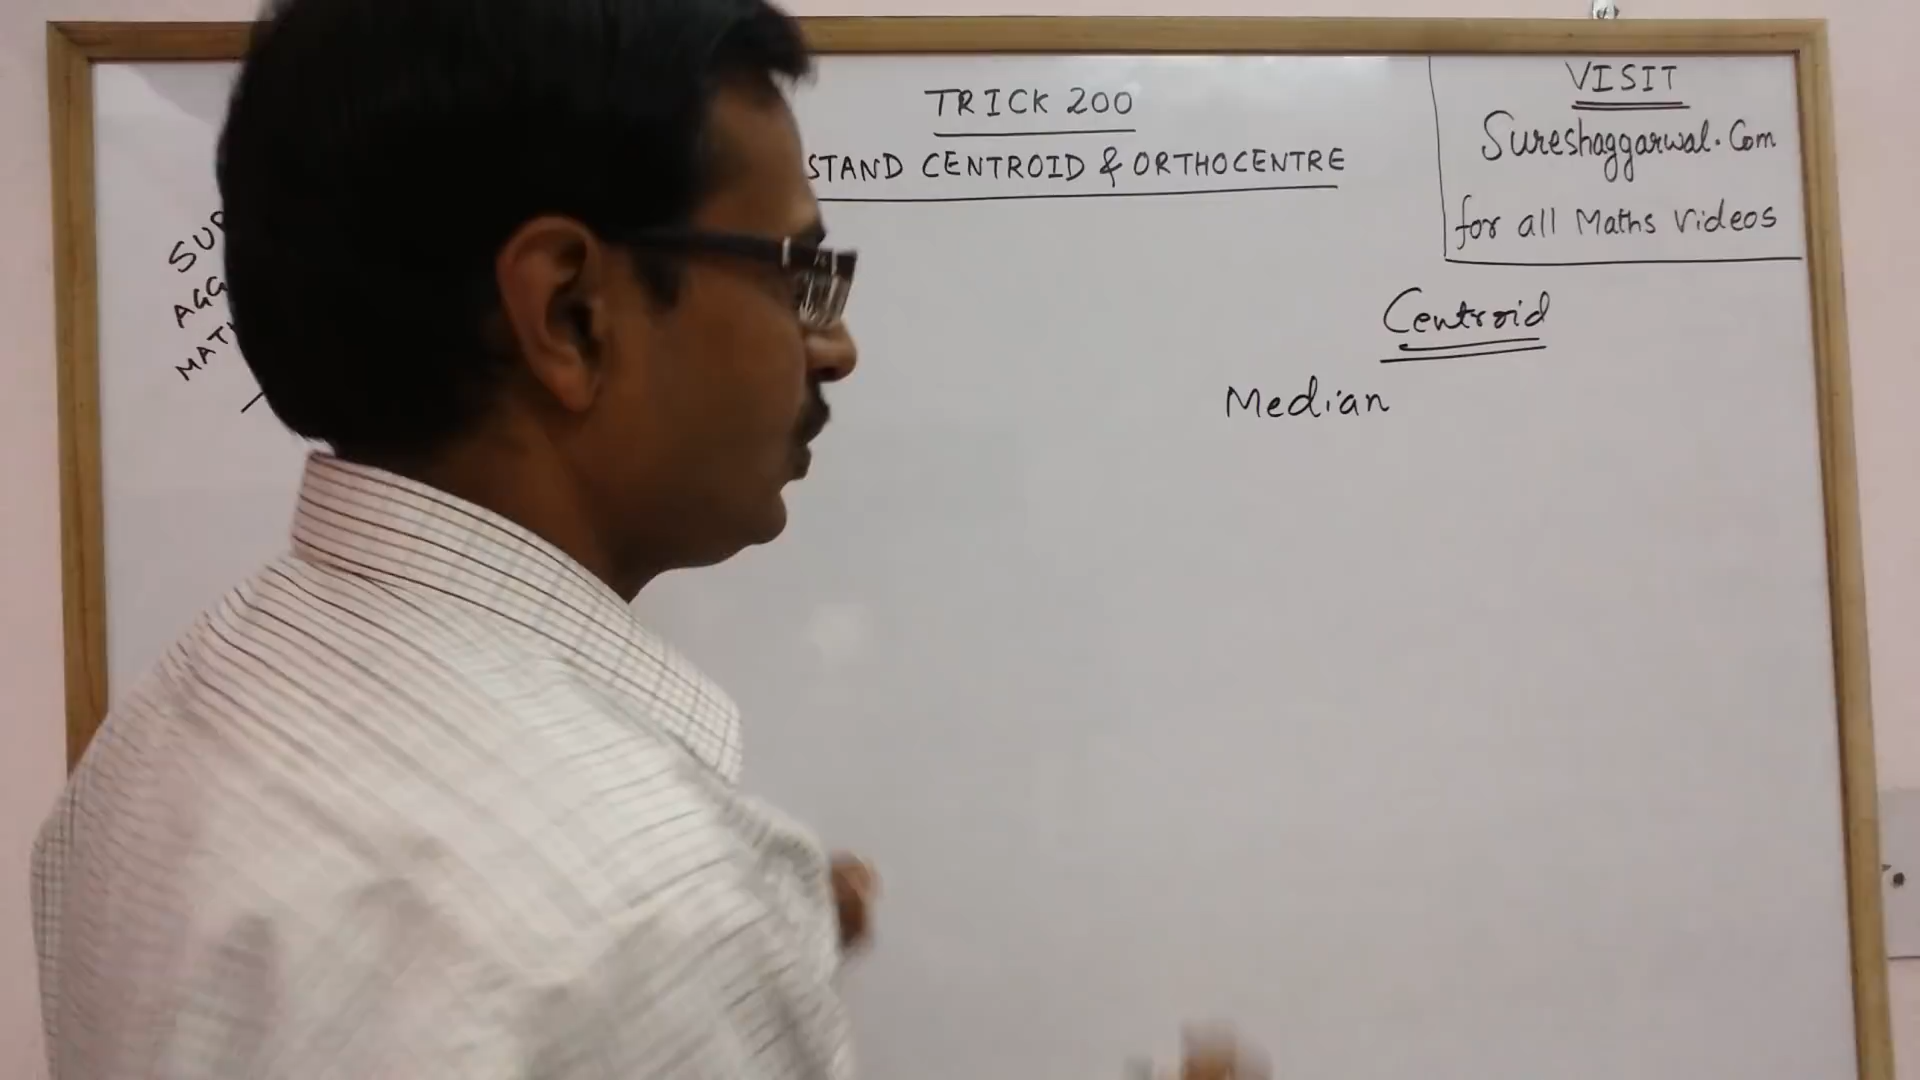 TRICK 200
STAND CENTROID & ORTHOCENTRE
VISIT
Sureshaggarwal.Com
for all Maths Videos
Centroid
Median